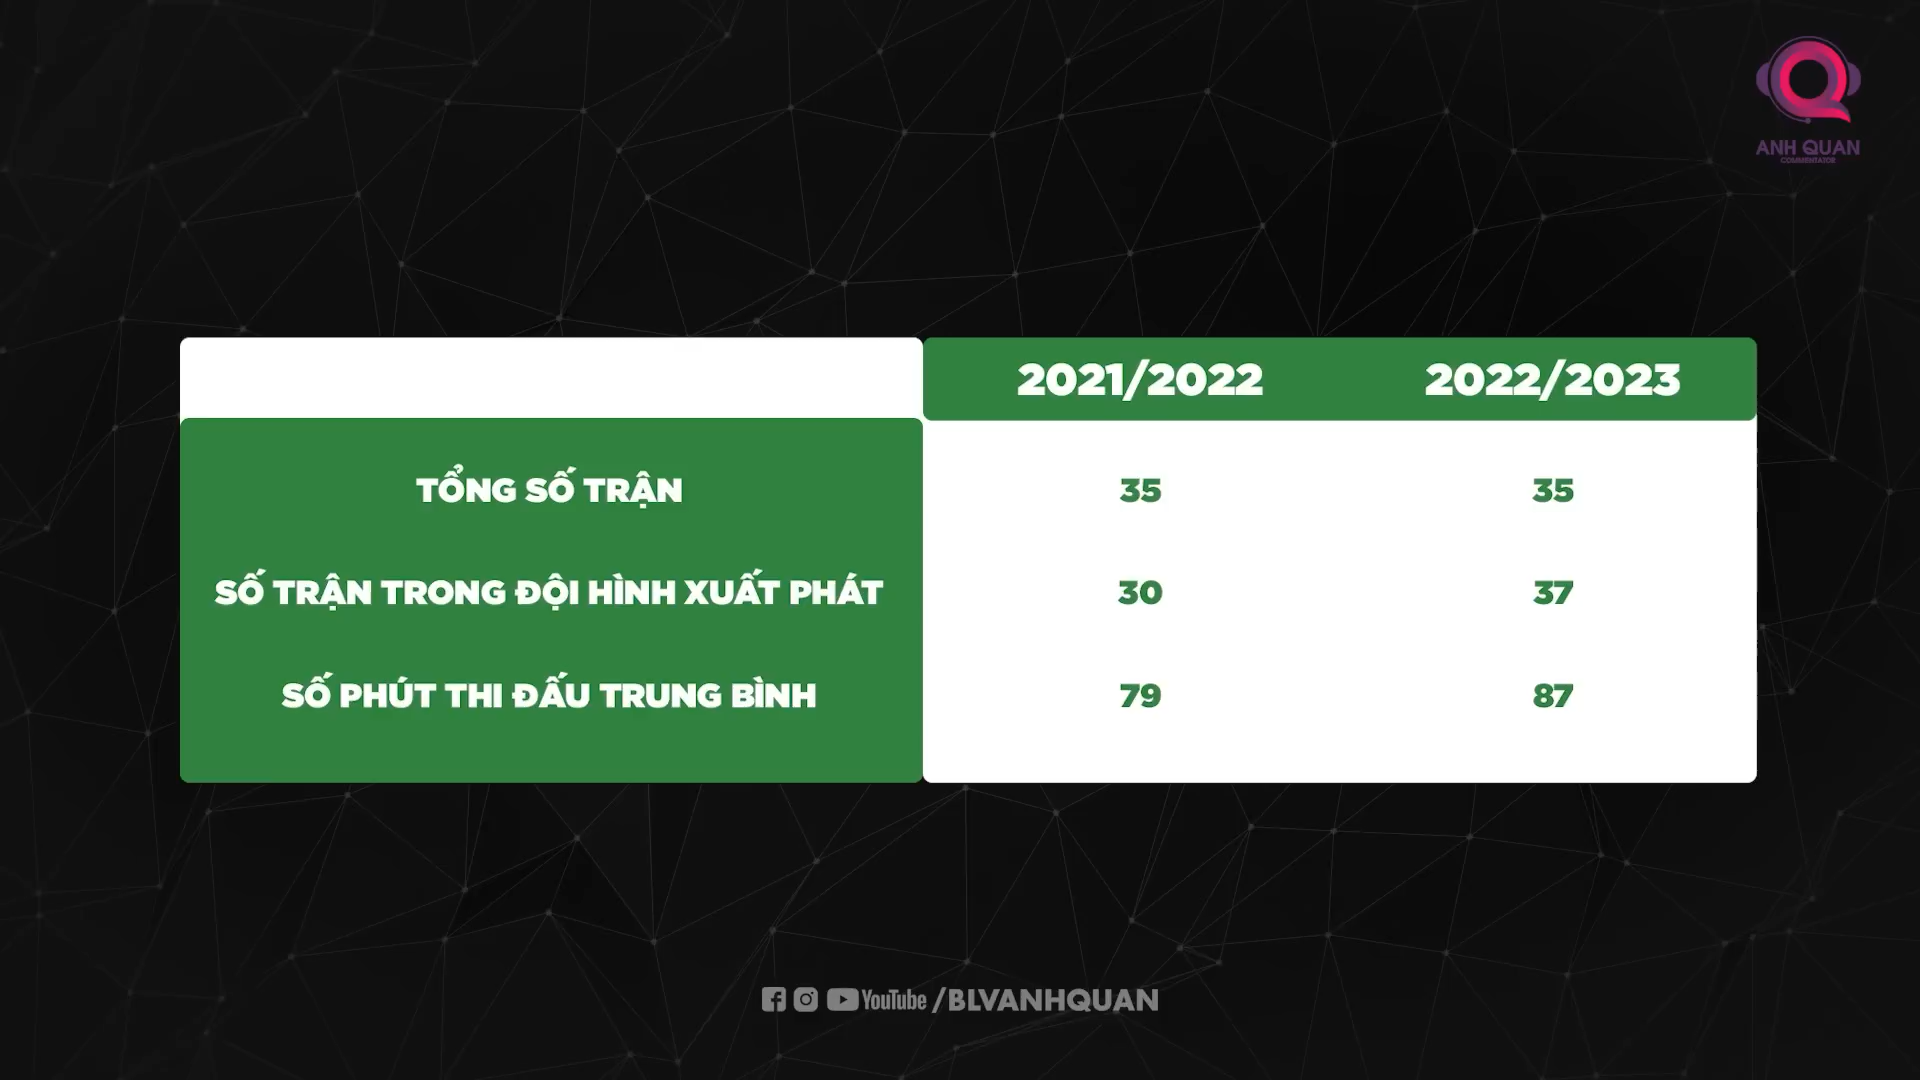 ANH QUAN
COMMENTATOR
2021/2022 2022/2023
TỔNG SỐ TRẬN 35 35
SỐ TRẬN TRONG ĐỘI HÌNH XUẤT PHÁT 30 37
SỐ PHÚT THI ĐẤU TRUNG BÌNH 79 87
YouTube /BLVANHQUAN